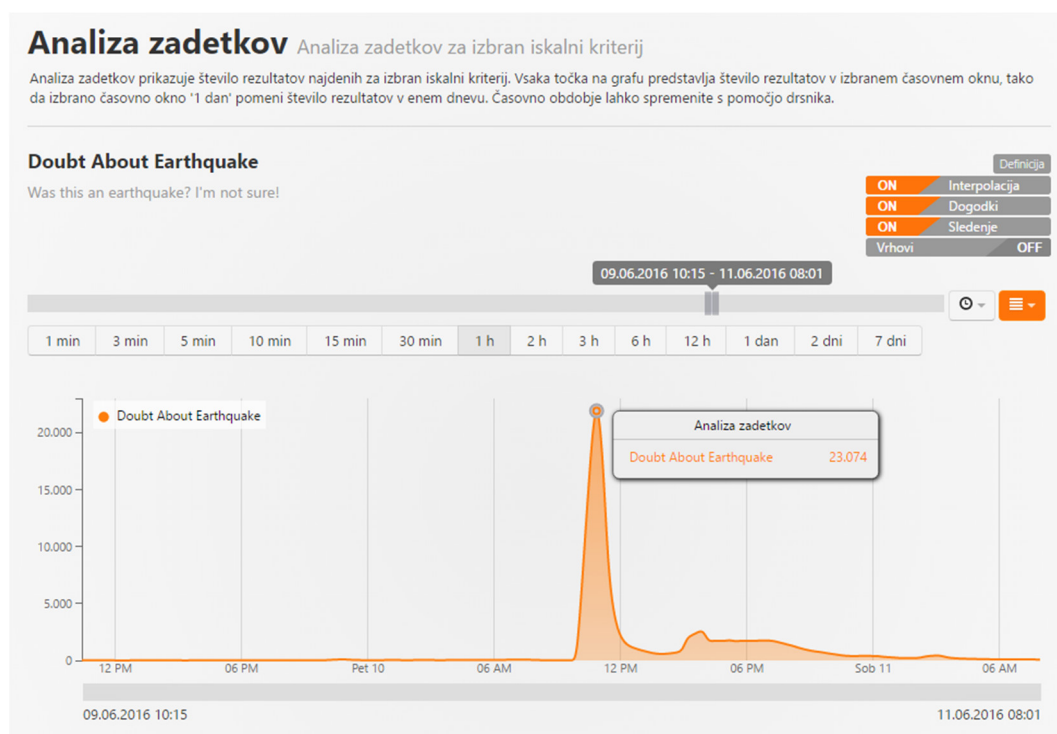 Analiza zadetkov Analiza zadetkov za izbran iskalni kriterij
Analiza zadetkov prikazuje število rezultatov najdenih za izbran iskalni kriterij. Vsaka točka na grafu predstavlja število rezultatov v izbranem časovnem oknu, tako
da izbrano časovno okno '1 dan' pomeni število rezultatov v enem dnevu. Časovno obdobje lahko spremenite s pomočjo drsnika.
Doubt About Earthquake
Definicija
Was this an earthquake? I'm not sure!
ON Interpolacija
ON Dogodki
ON Sledenje
Vrhovi OFF
09.06.2016 10:15 - 11.06.2016 08:01
1 min 3 min 5 min 10 min 15 min 30 min 1 h 2 h 3 h 6 h 12 h 1 dan 2 dni 7 dni
Doubt About Earthquake
Analiza zadetkov
Doubt About Earthquake 23.074
20.000
15.000
10.000
5.000
0
12 PM 06 PM Pet 10 06 AM 12 PM 06 PM Sob 11 06 AM
09.06.2016 10:15 11.06.2016 08:01